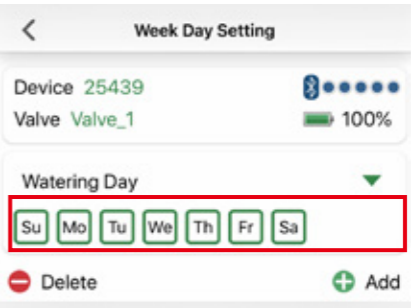 Week Day Setting
Device 25439
Valve Valve_1 100%
Watering Day
Su Mo Tu We Th Fr Sa
Delete Add